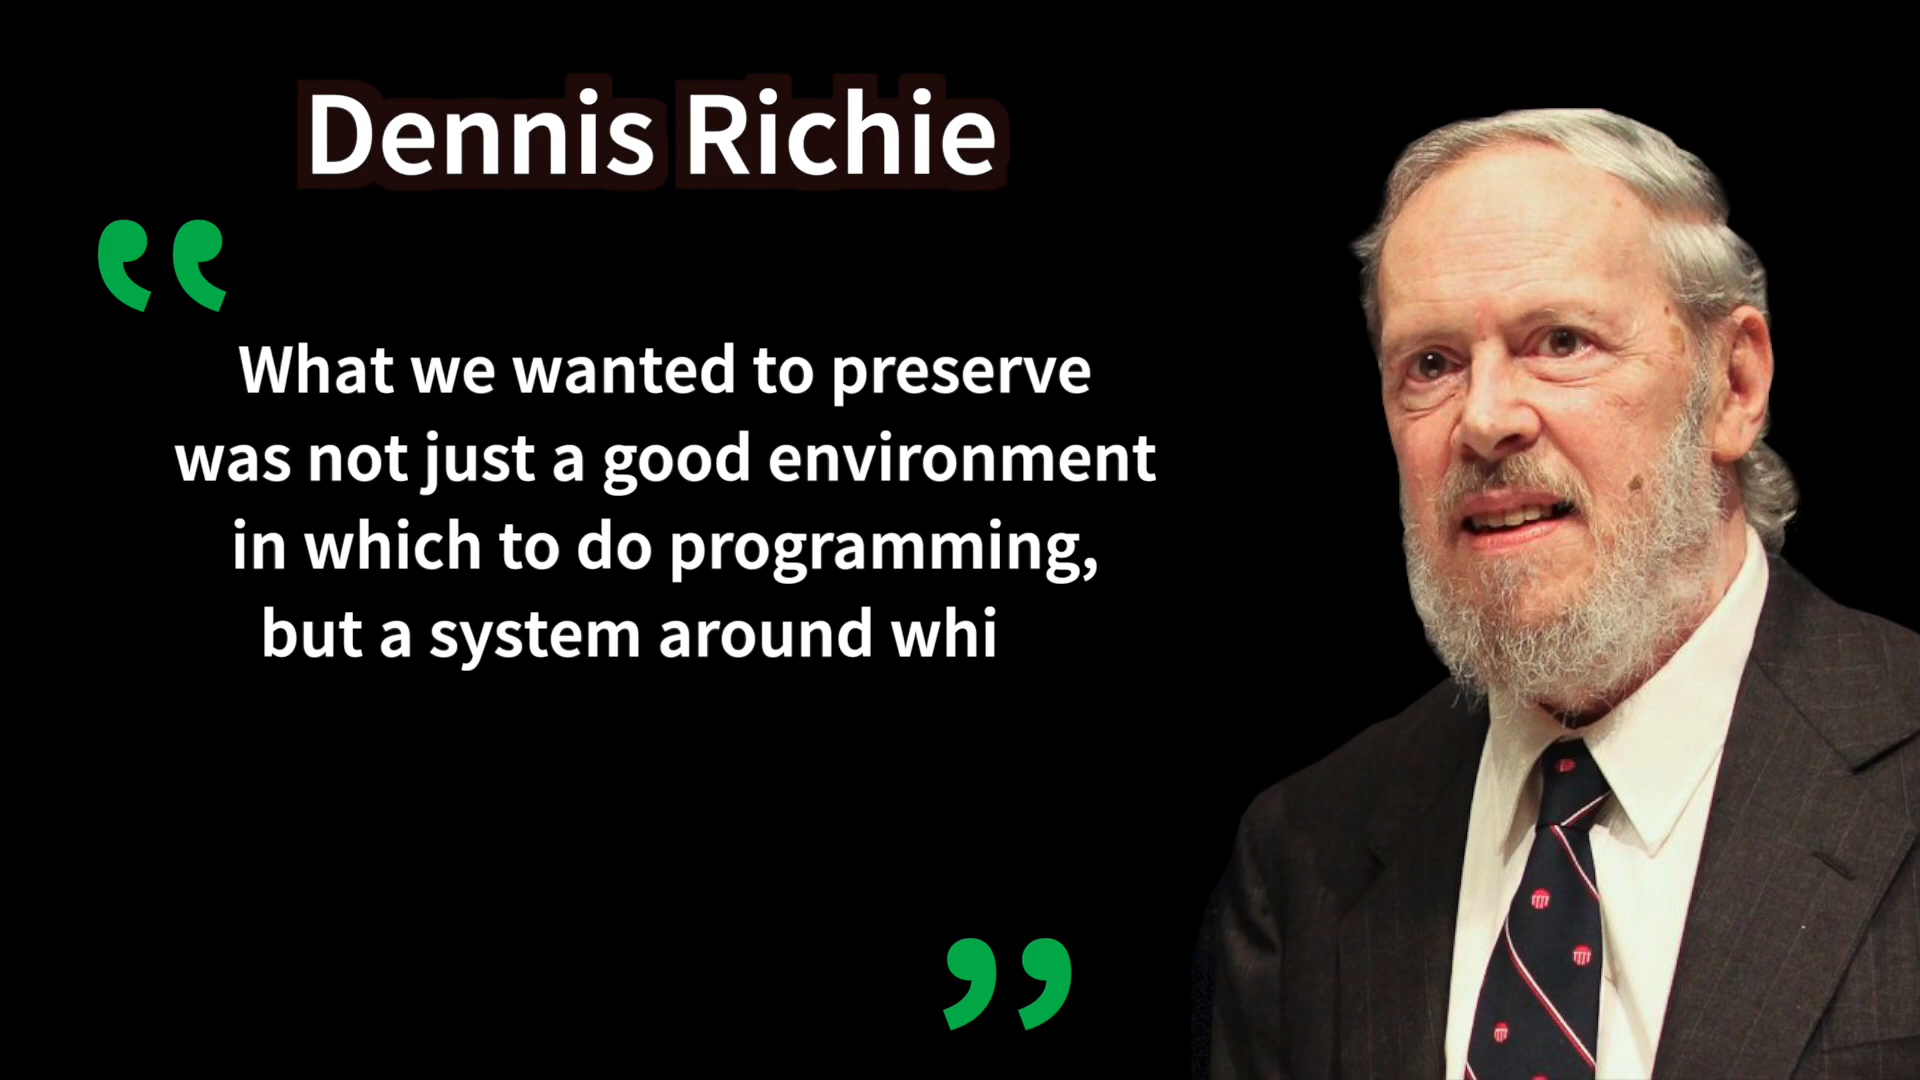 Dennis Richie
“
What we wanted to preserve
was not just a good environment
in which to do programming,
but a system around whi
”